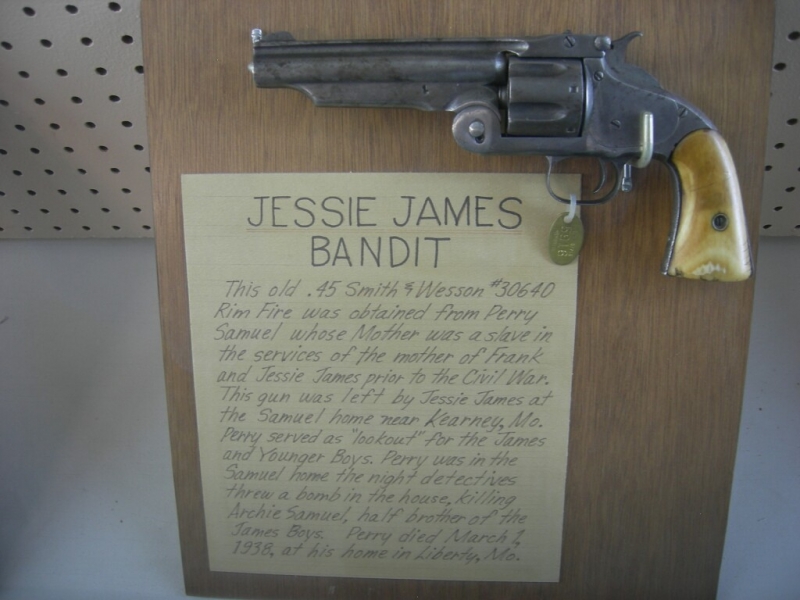 JESSIE JAMES
BANDIT
This old .45 Smith & Wesson #30640
Rim Fire was obtained from Perry
Samuel whose Mother was a slave in
the services of the mother of Frank
and Jessie James prior to the Civil War.
This gun was left by Jessie James at
the Samuel home near Kearney, Mo.
Perry served as "lookout" for the James
and Younger Boys. Perry was in the
Samuel home the night detectives
threw a bomb in the house, killing
Archie Samuel, half brother of the
James Boys. Perry died March 1,
1938, at his home in Liberty, Mo.